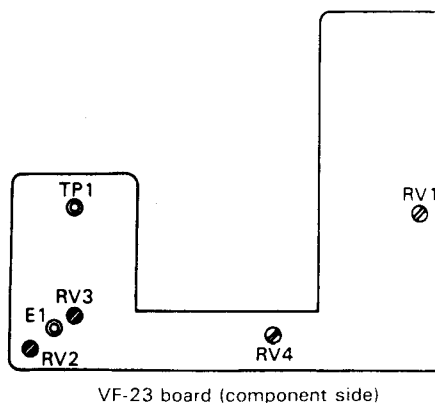 TP1
RV1
RV3
E1
RV2
RV4
VF-23 board (component side)